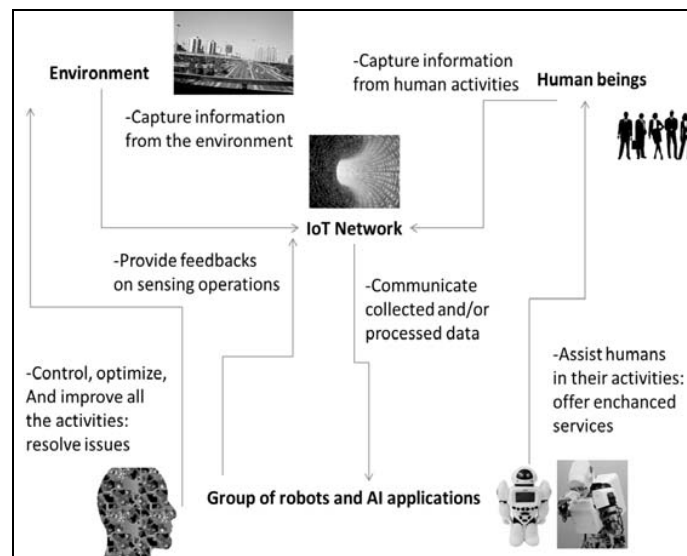 Environment
-Capture information
from the environment
-Capture information
from human activities
Human beings
IoT Network
-Provide feedbacks
on sensing operations
-Communicate
collected and/or
processed data
-Control, optimize,
And improve all
the activities:
resolve issues
-Assist humans
in their activities:
offer enchanced
services
Group of robots and AI applications